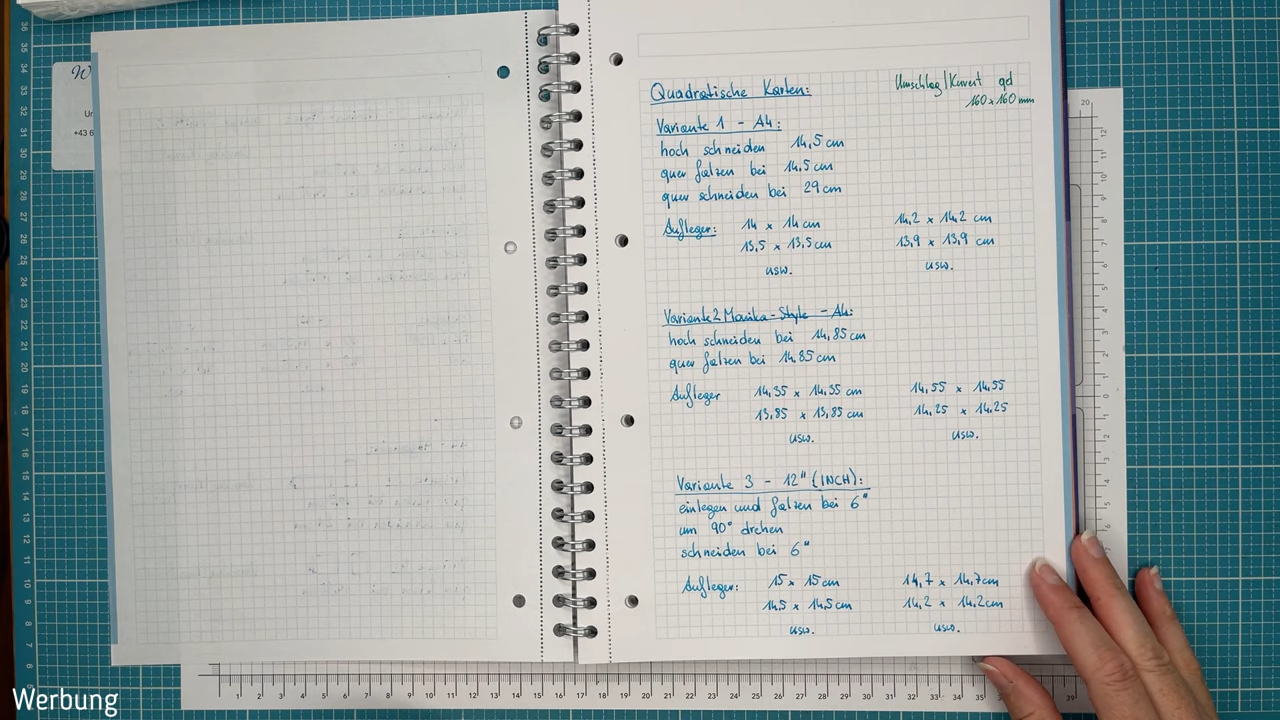 Quadratische Karten:
Umschlag/Kuvert qd
160 x 160 mm
Variante 1 - A4:
hoch schneiden 14,5 cm
quer falzen bei 14,5 cm
quer schneiden bei 29 cm
Aufleger: 14 x 14 cm 14,2 x 14,2 cm
13,5 x 13,5 cm 13,9 x 13,9 cm
usw. usw.
Variante 2 Monika-Style - A4:
hoch schneiden bei 14,85 cm
quer falzen bei 14.85 cm
Aufleger 14,35 x 14,35 cm 14,55 x 14,55
13,85 x 13,85 cm 14,25 x 14,25
usw. usw.
Variante 3 - 12" (INCH):
einlegen und falzen bei 6"
um 90° drehen
schneiden bei 6"
Aufleger: 15 x 15 cm 14,7 x 14,7cm
14,5 x 14,5cm 14,2 x 14,2cm
usw. usw.
+43 6
Werbung